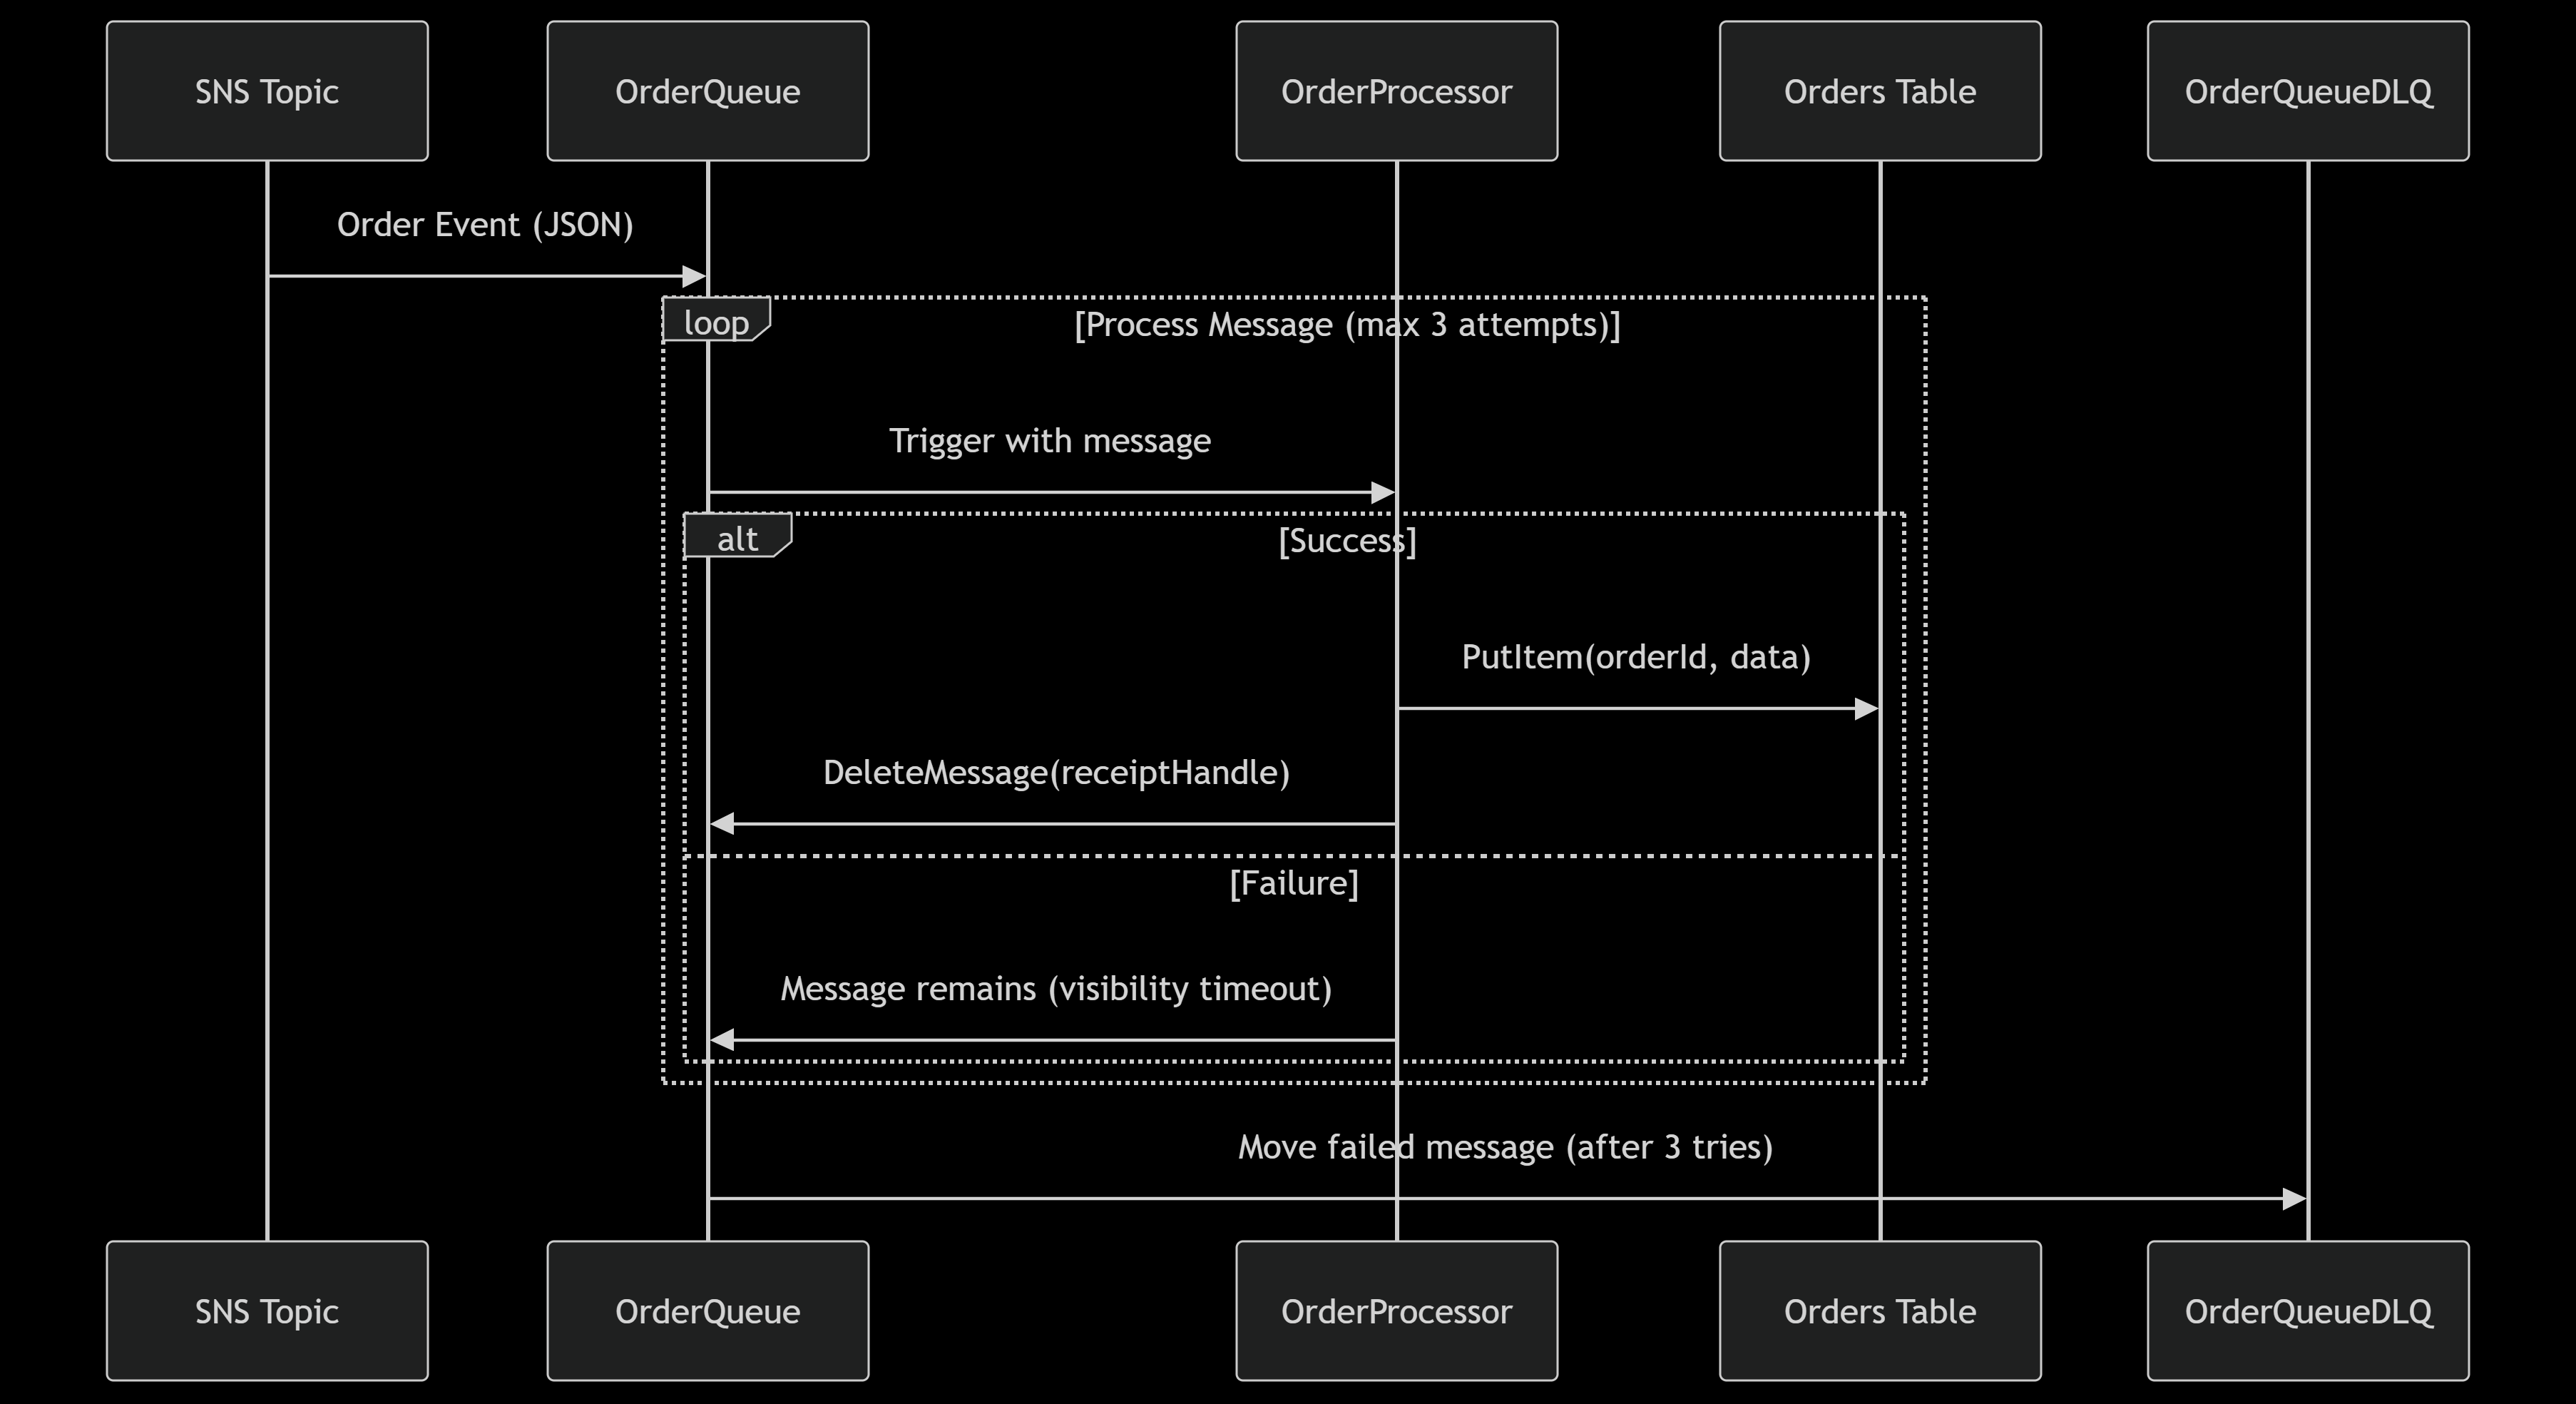 SNS Topic
OrderQueue
OrderProcessor
Orders Table
OrderQueueDLQ
Order Event (JSON)
loop
[Process Message (max 3 attempts)]
Trigger with message
alt
[Success]
PutItem(orderId, data)
DeleteMessage(receiptHandle)
[Failure]
Message remains (visibility timeout)
Move failed message (after 3 tries)
SNS Topic
OrderQueue
OrderProcessor
Orders Table
OrderQueueDLQ